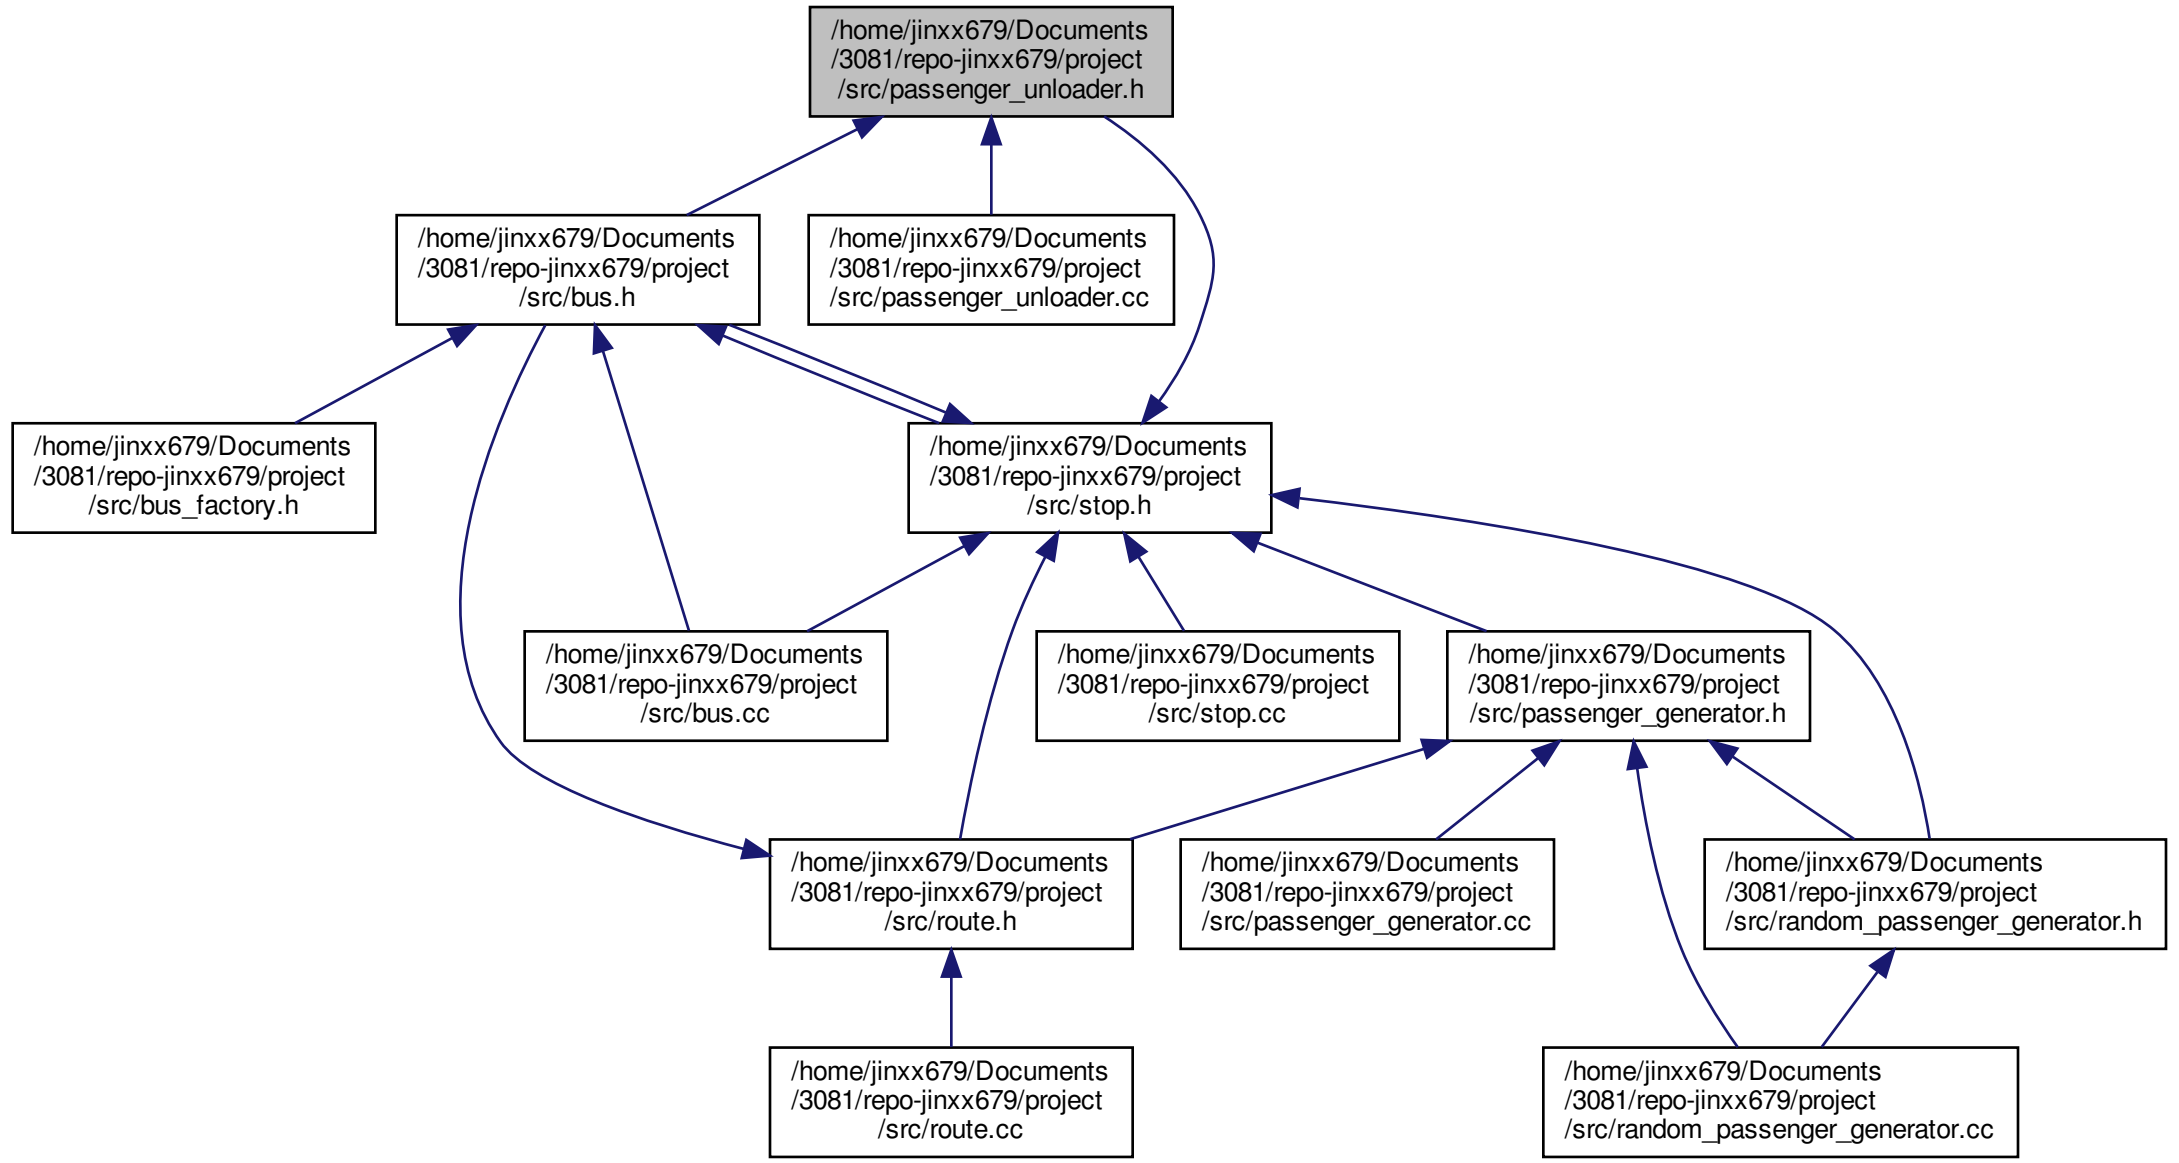 /home/jinxx679/Documents
/3081/repo-jinxx679/project
/src/passenger_unloader.h
/home/jinxx679/Documents
/3081/repo-jinxx679/project
/src/bus.h
/home/jinxx679/Documents
/3081/repo-jinxx679/project
/src/passenger_unloader.cc
/home/jinxx679/Documents
/3081/repo-jinxx679/project
/src/bus_factory.h
/home/jinxx679/Documents
/3081/repo-jinxx679/project
/src/stop.h
/home/jinxx679/Documents
/3081/repo-jinxx679/project
/src/bus.cc
/home/jinxx679/Documents
/3081/repo-jinxx679/project
/src/stop.cc
/home/jinxx679/Documents
/3081/repo-jinxx679/project
/src/passenger_generator.h
/home/jinxx679/Documents
/3081/repo-jinxx679/project
/src/route.h
/home/jinxx679/Documents
/3081/repo-jinxx679/project
/src/passenger_generator.cc
/home/jinxx679/Documents
/3081/repo-jinxx679/project
/src/random_passenger_generator.h
/home/jinxx679/Documents
/3081/repo-jinxx679/project
/src/route.cc
/home/jinxx679/Documents
/3081/repo-jinxx679/project
/src/random_passenger_generator.cc